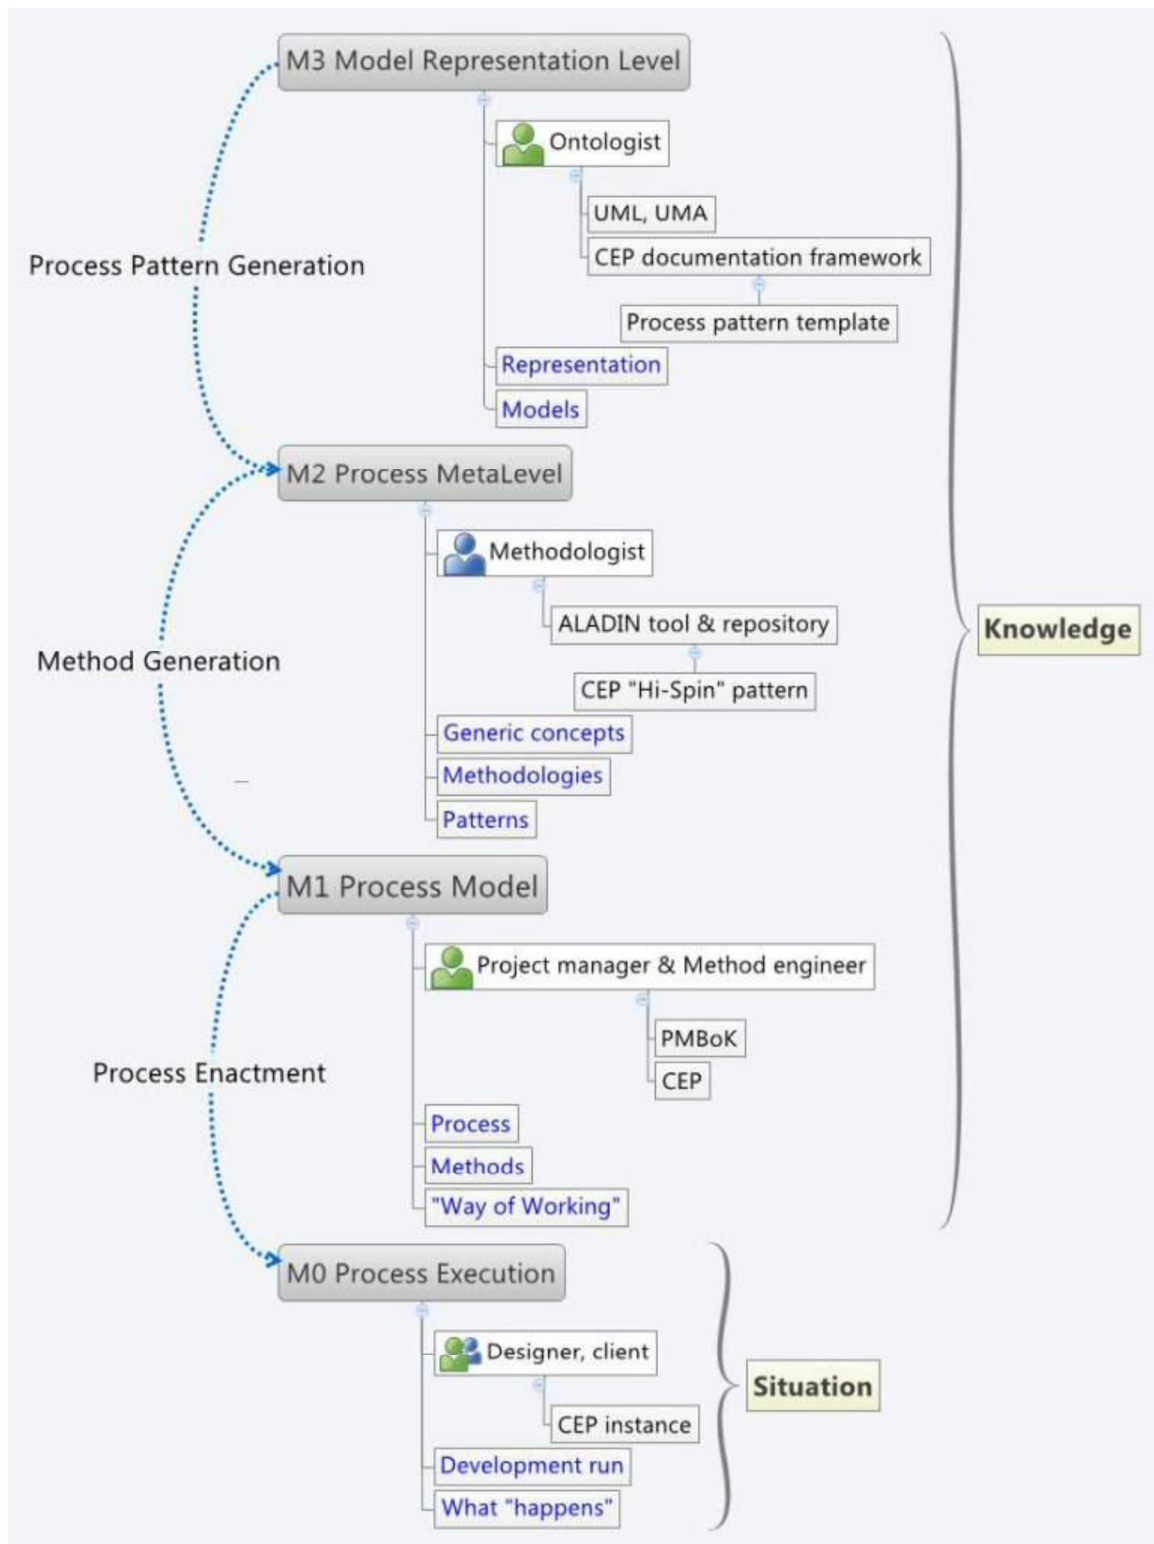 M3 Model Representation Level
Ontologist
UML, UMA
CEP documentation framework
Process pattern template
Representation
Models
Process Pattern Generation
M2 Process MetaLevel
Methodologist
ALADIN tool & repository
CEP "Hi-Spin" pattern
Generic concepts
Methodologies
Patterns
Method Generation
Knowledge
M1 Process Model
Project manager & Method engineer
PMBoK
CEP
Process
Methods
"Way of Working"
Process Enactment
M0 Process Execution
Designer, client
CEP instance
Development run
What "happens"
Situation